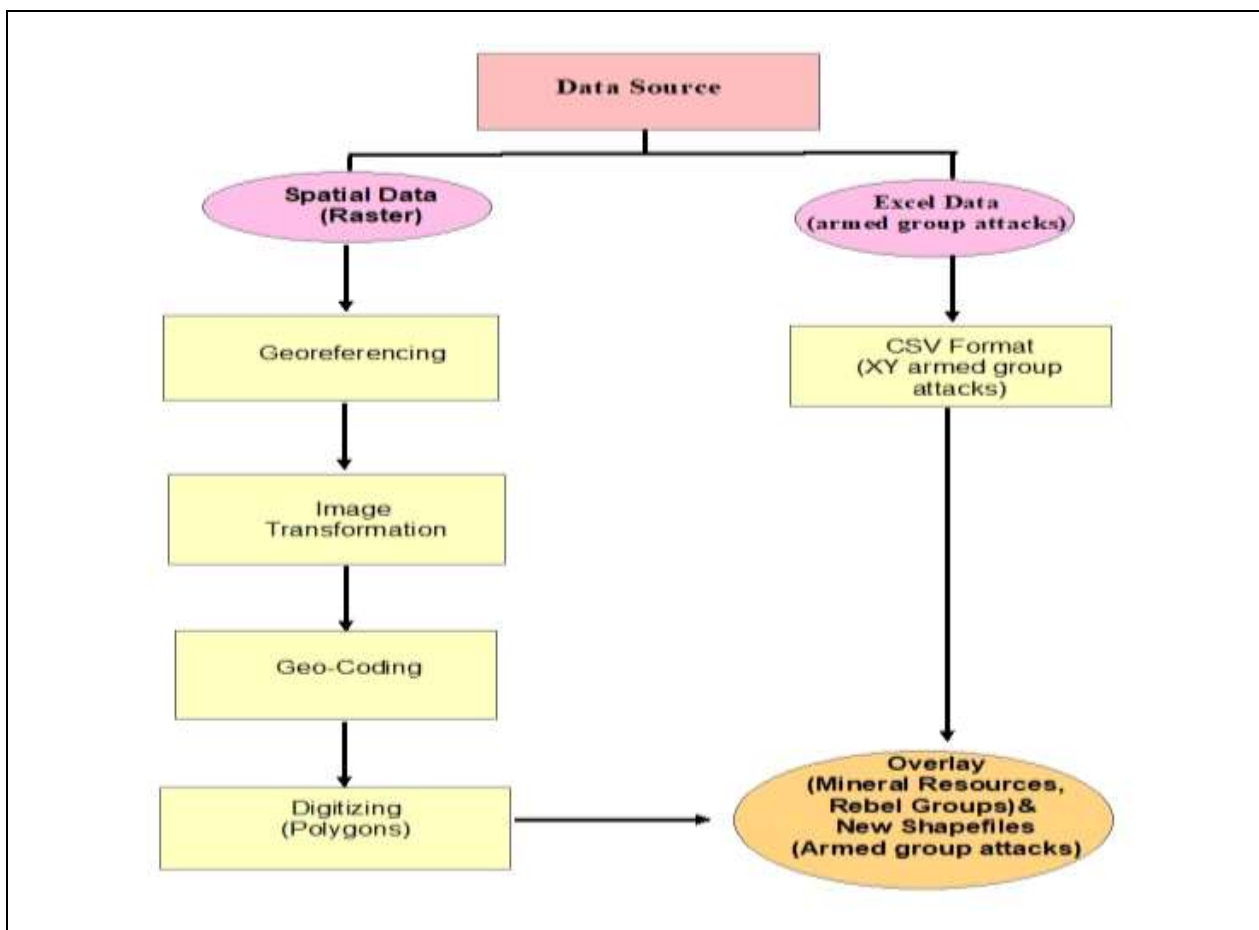 Data Source
Spatial Data
(Raster)
Excel Data
(armed group attacks)
Georeferencing
CSV Format
(XY armed group
attacks)
Image
Transformation
Geo-Coding
Digitizing
(Polygons)
Overlay
(Mineral Resources,
Rebel Groups)&
New Shapefiles
(Armed group attacks)